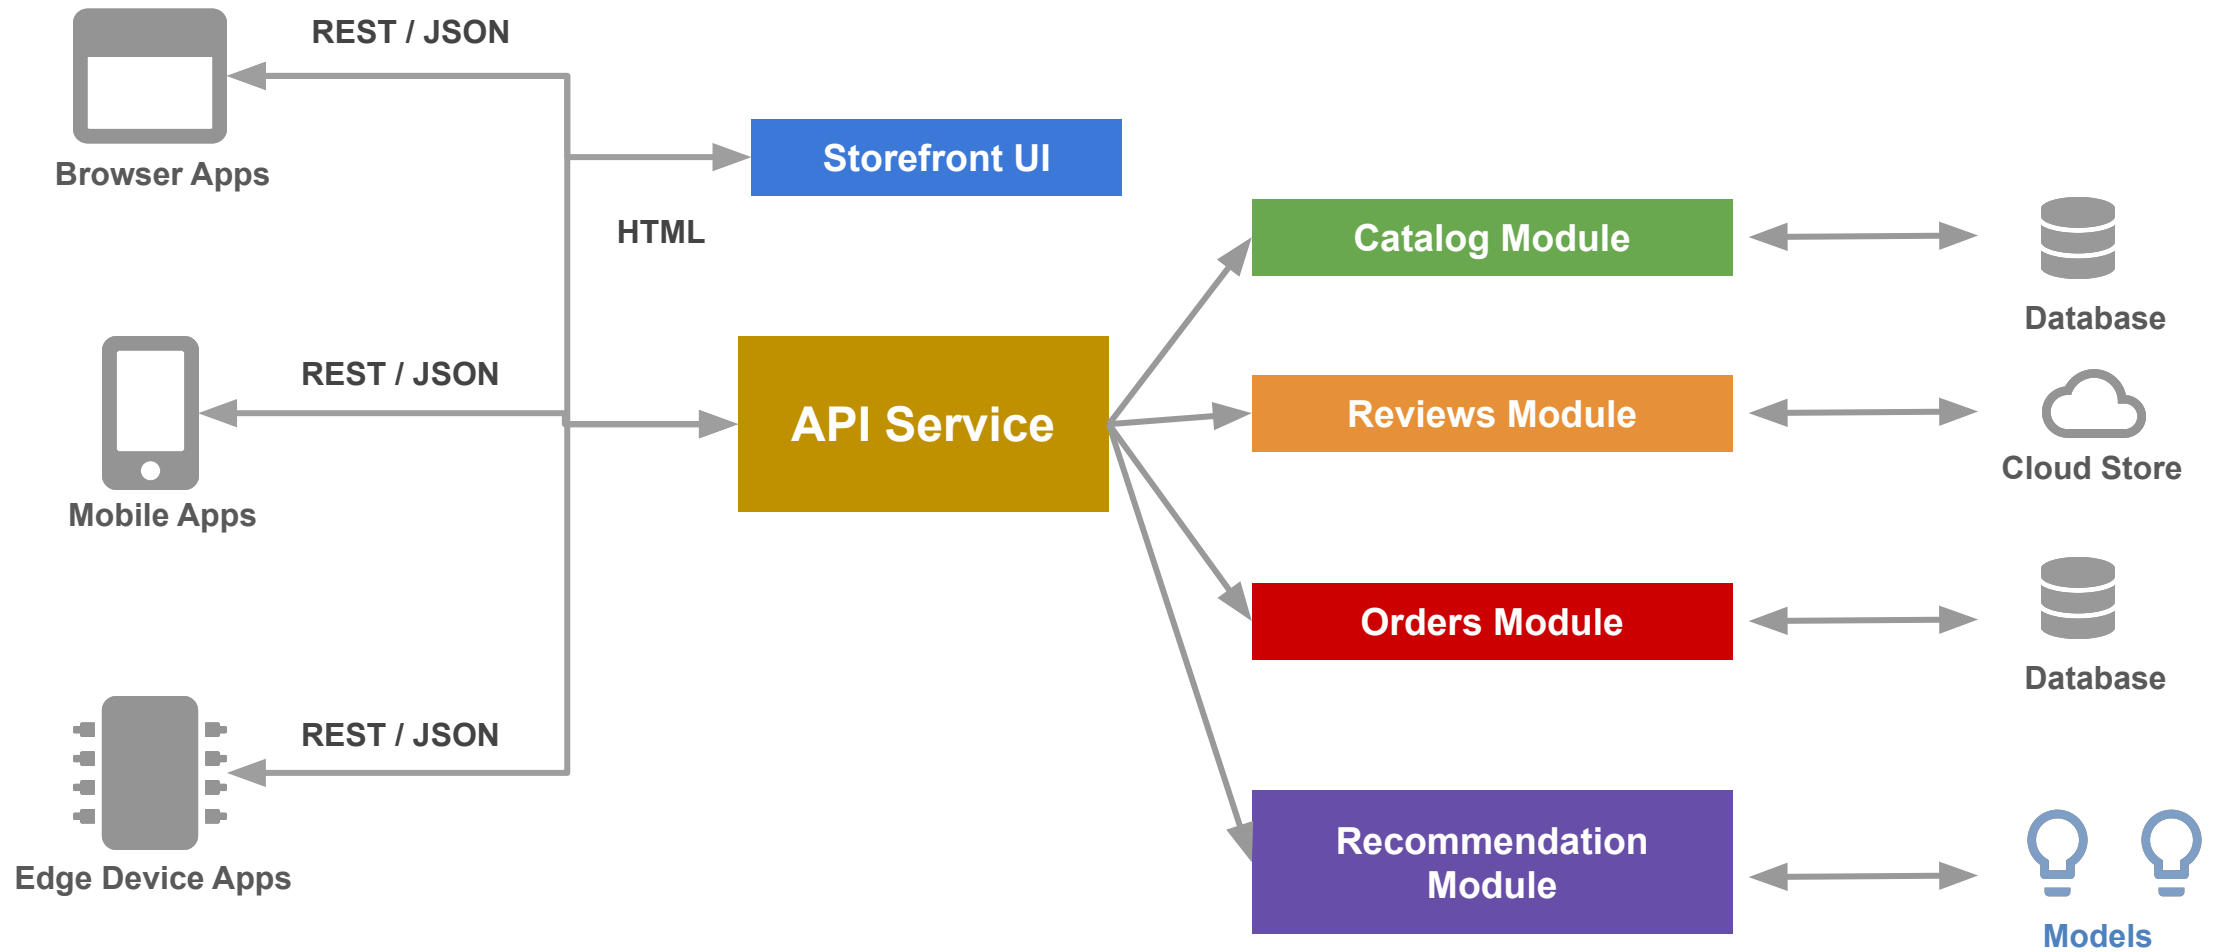 REST / JSON
Browser Apps
Storefront UI
HTML
Catalog Module
Database
REST / JSON
Mobile Apps
API Service
Reviews Module
Cloud Store
Orders Module
Database
REST / JSON
Edge Device Apps
Recommendation
Module
Models